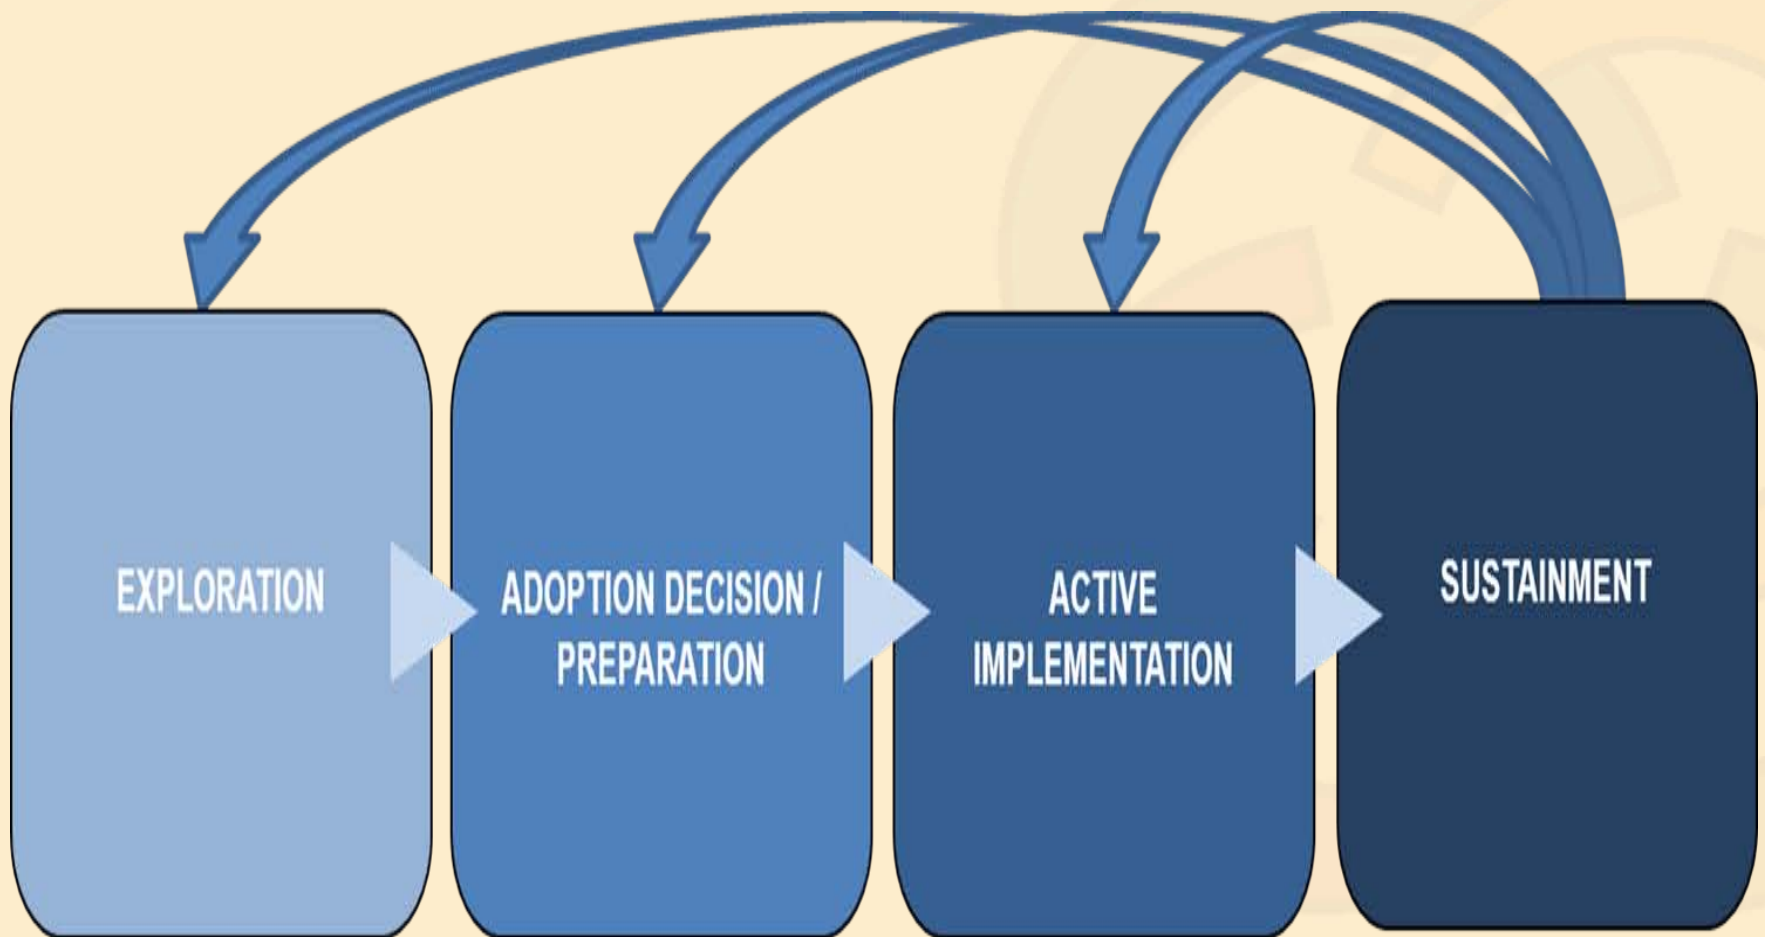 EXPLORATION
ADOPTION DECISION /
PREPARATION
ACTIVE
IMPLEMENTATION
SUSTAINMENT